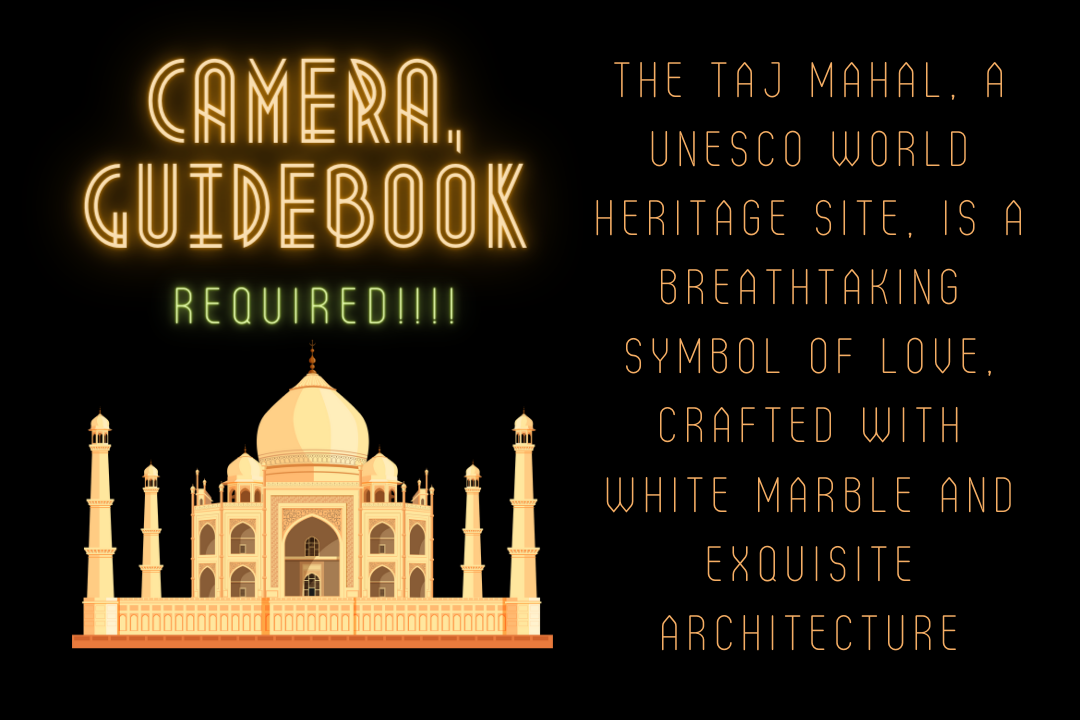 CAMERA,
GUIDEBOOK
REQUIRED!!!!
THE TAJ MAHAL, A
UNESCO WORLD
HERITAGE SITE, IS A
BREATHTAKING
SYMBOL OF LOVE,
CRAFTED WITH
WHITE MARBLE AND
EXQUISITE
ARCHITECTURE